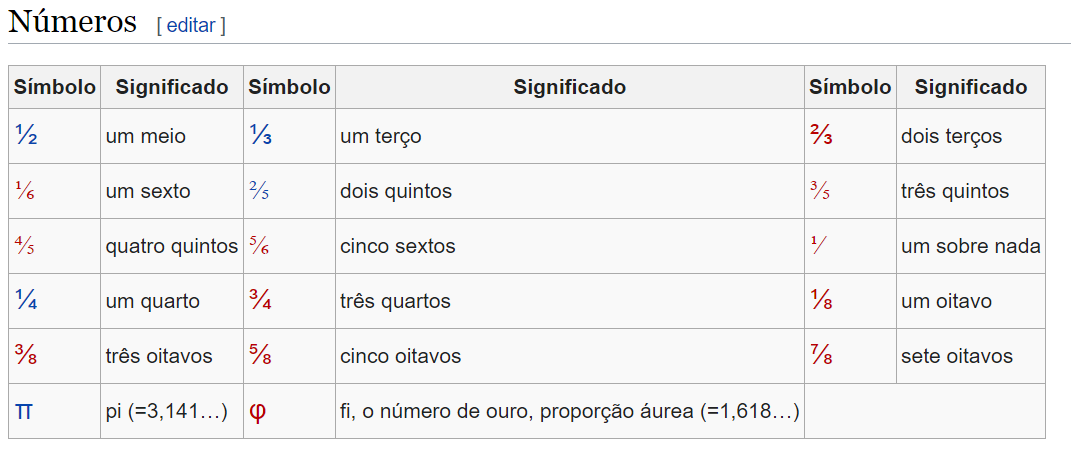 Números [ editar ]
Símbolo Significado Símbolo Significado Símbolo Significado
½ um meio ⅓ um terço ⅔ dois terços
⅙ um sexto ⅖ dois quintos ⅗ três quintos
⅘ quatro quintos ⅚ cinco sextos ⅟ um sobre nada
¼ um quarto ¾ três quartos ⅛ um oitavo
⅜ três oitavos ⅝ cinco oitavos ⅞ sete oitavos
π pi (=3,141…) φ fi, o número de ouro, proporção áurea (=1,618…)